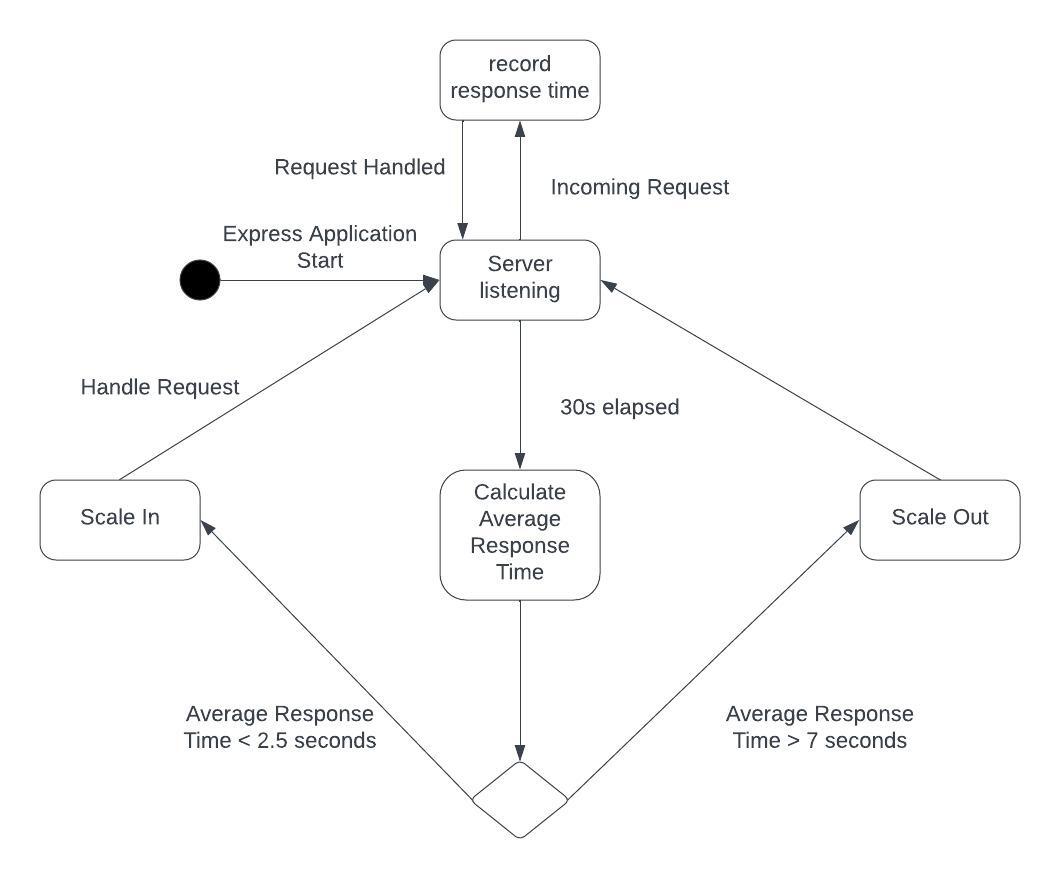 record
response time
Request Handled
Incoming Request
Express Application
Start
Server
listening
Handle Request
30s elapsed
Scale In
Calculate
Average
Response
Time
Scale Out
Average Response
Time < 2.5 seconds
Average Response
Time > 7 seconds